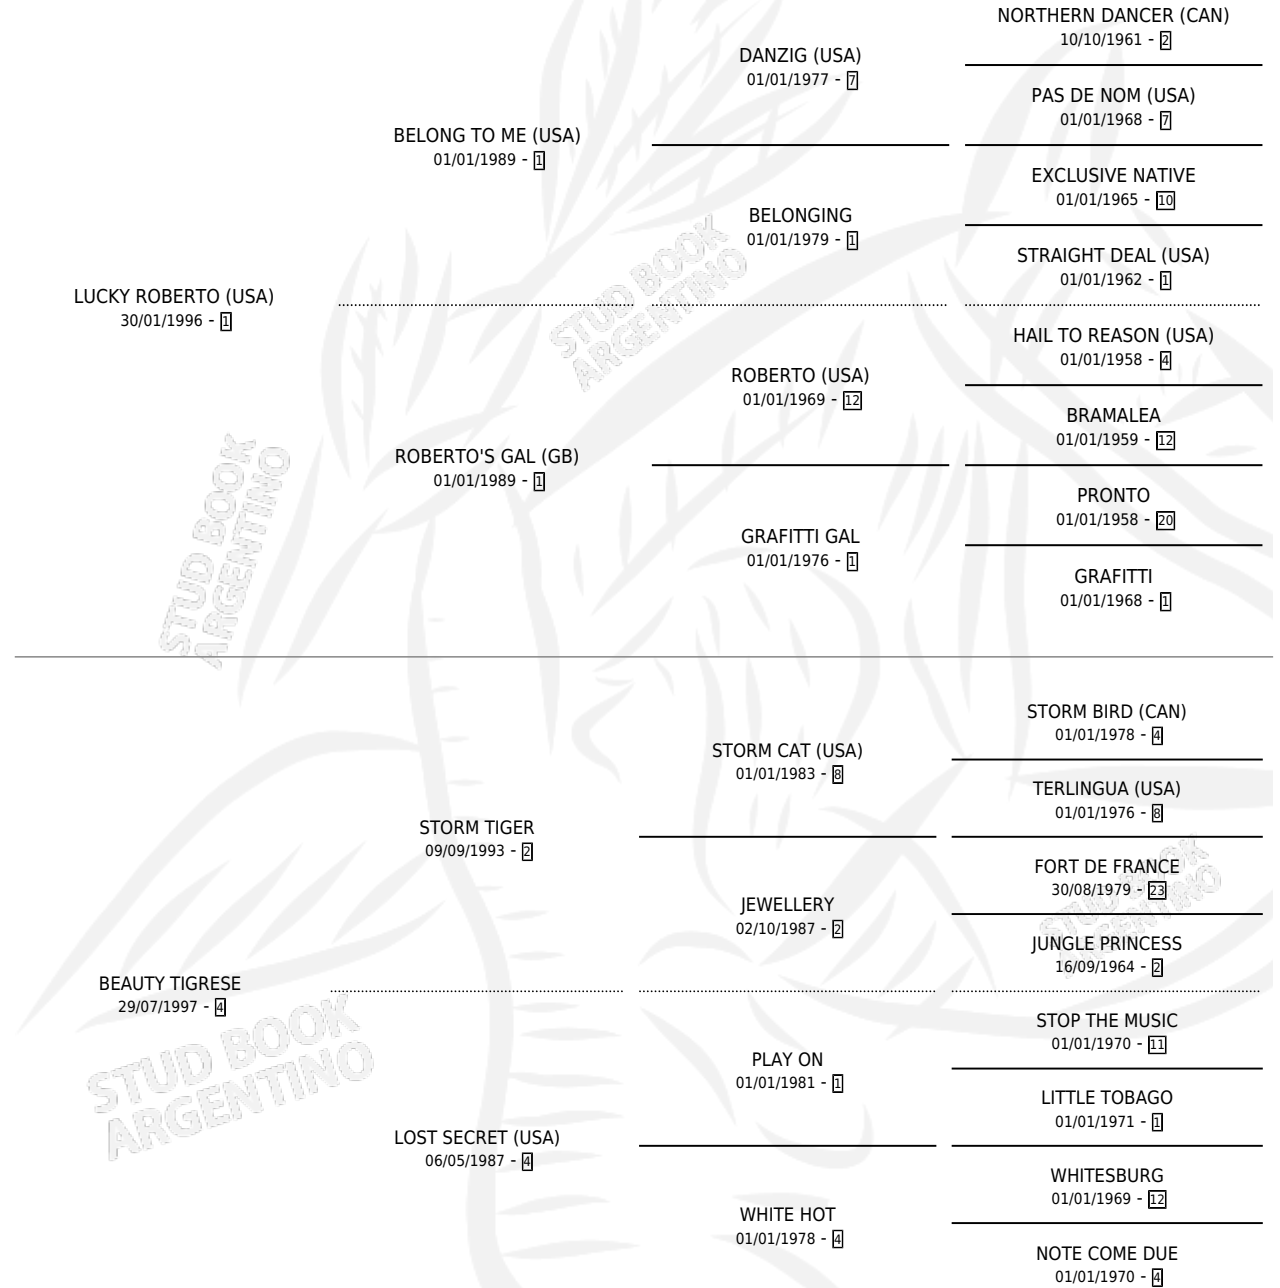 NORTHERN DANCER (CAN)
10/10/1961 - 2
DANZIG (USA)
01/01/1977 - 7
PAS DE NOM (USA)
01/01/1968 - 7
BELONG TO ME (USA)
01/01/1989 - 1
EXCLUSIVE NATIVE
01/01/1965 - 10
BELONGING
01/01/1979 - 1
STRAIGHT DEAL (USA)
01/01/1962 - 1
LUCKY ROBERTO (USA)
30/01/1996 - 1
HAIL TO REASON (USA)
01/01/1958 - 4
ROBERTO (USA)
01/01/1969 - 12
BRAMALEA
01/01/1959 - 12
ROBERTO'S GAL (GB)
01/01/1989 - 1
PRONTO
01/01/1958 - 20
GRAFITTI GAL
01/01/1976 - 1
GRAFITTI
01/01/1968 - 1
STORM BIRD (CAN)
01/01/1978 - 4
STORM CAT (USA)
01/01/1983 - 8
TERLINGUA (USA)
01/01/1976 - 8
STORM TIGER
09/09/1993 - 2
FORT DE FRANCE
30/08/1979 - 23
JEWELLERY
02/10/1987 - 2
JUNGLE PRINCESS
16/09/1964 - 2
BEAUTY TIGRESE
29/07/1997 - 4
STOP THE MUSIC
01/01/1970 - 11
PLAY ON
01/01/1981 - 1
LITTLE TOBAGO
01/01/1971 - 1
LOST SECRET (USA)
06/05/1987 - 4
WHITESBURG
01/01/1969 - 12
WHITE HOT
01/01/1978 - 4
NOTE COME DUE
01/01/1970 - 4
STUD BOOK
ARGENTINO
STUD BOOK
ARGENTINO
STUD BOOK
ARGENTINO
STUD BOOK
ARGENTINO